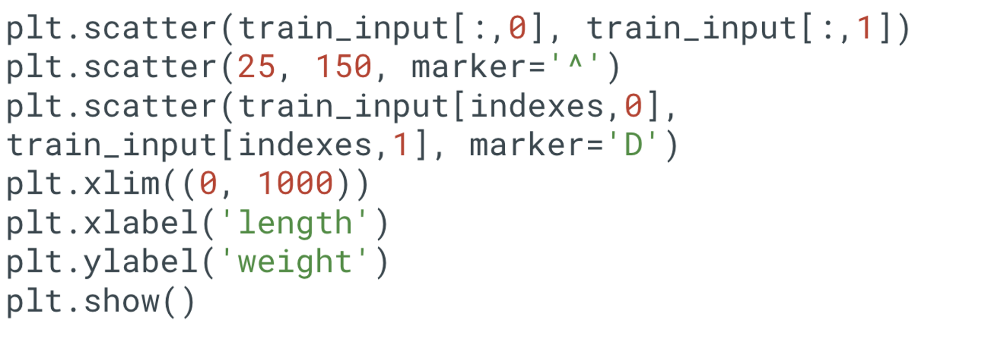 plt.scatter(train_input[:,0], train_input[:,1])
plt.scatter(25, 150, marker='^')
plt.scatter(train_input[indexes,0],
train_input[indexes,1], marker='D')
plt.xlim((0, 1000))
plt.xlabel('length')
plt.ylabel('weight')
plt.show()